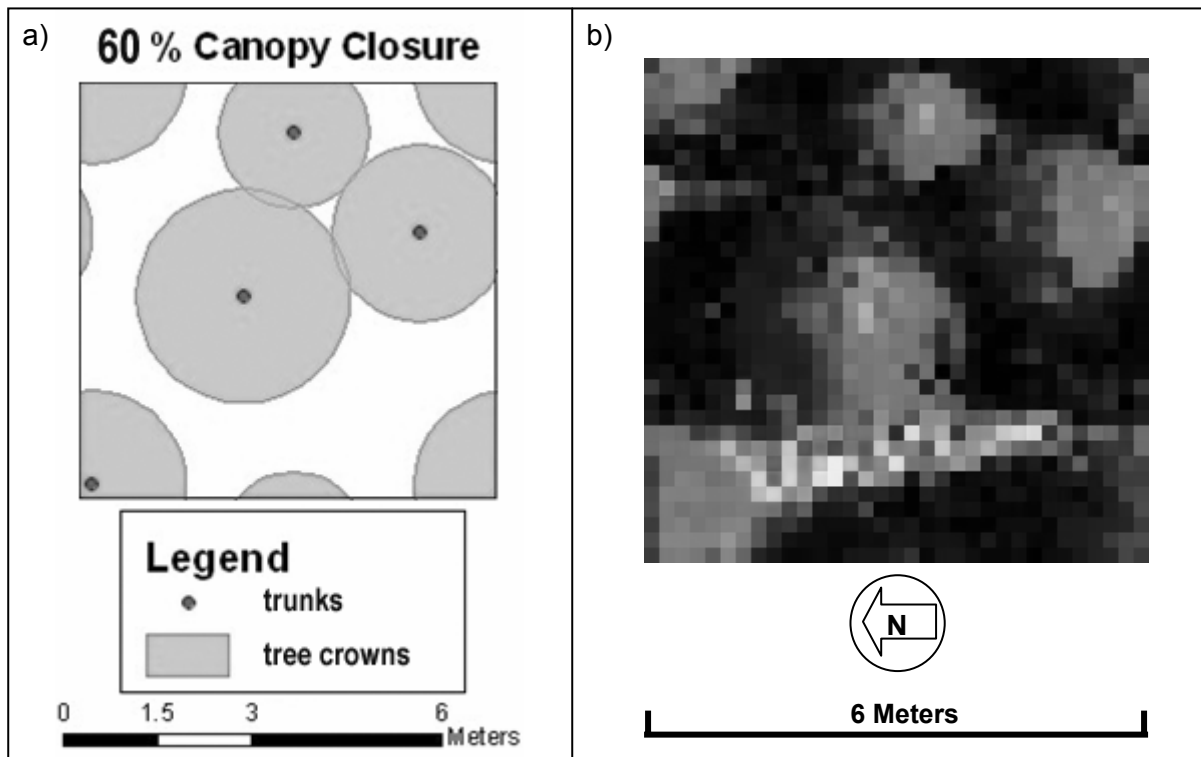 a)
60 % Canopy Closure
Legend
trunks
tree crowns
0 1.5 3 6
Meters
b)
N
6 Meters